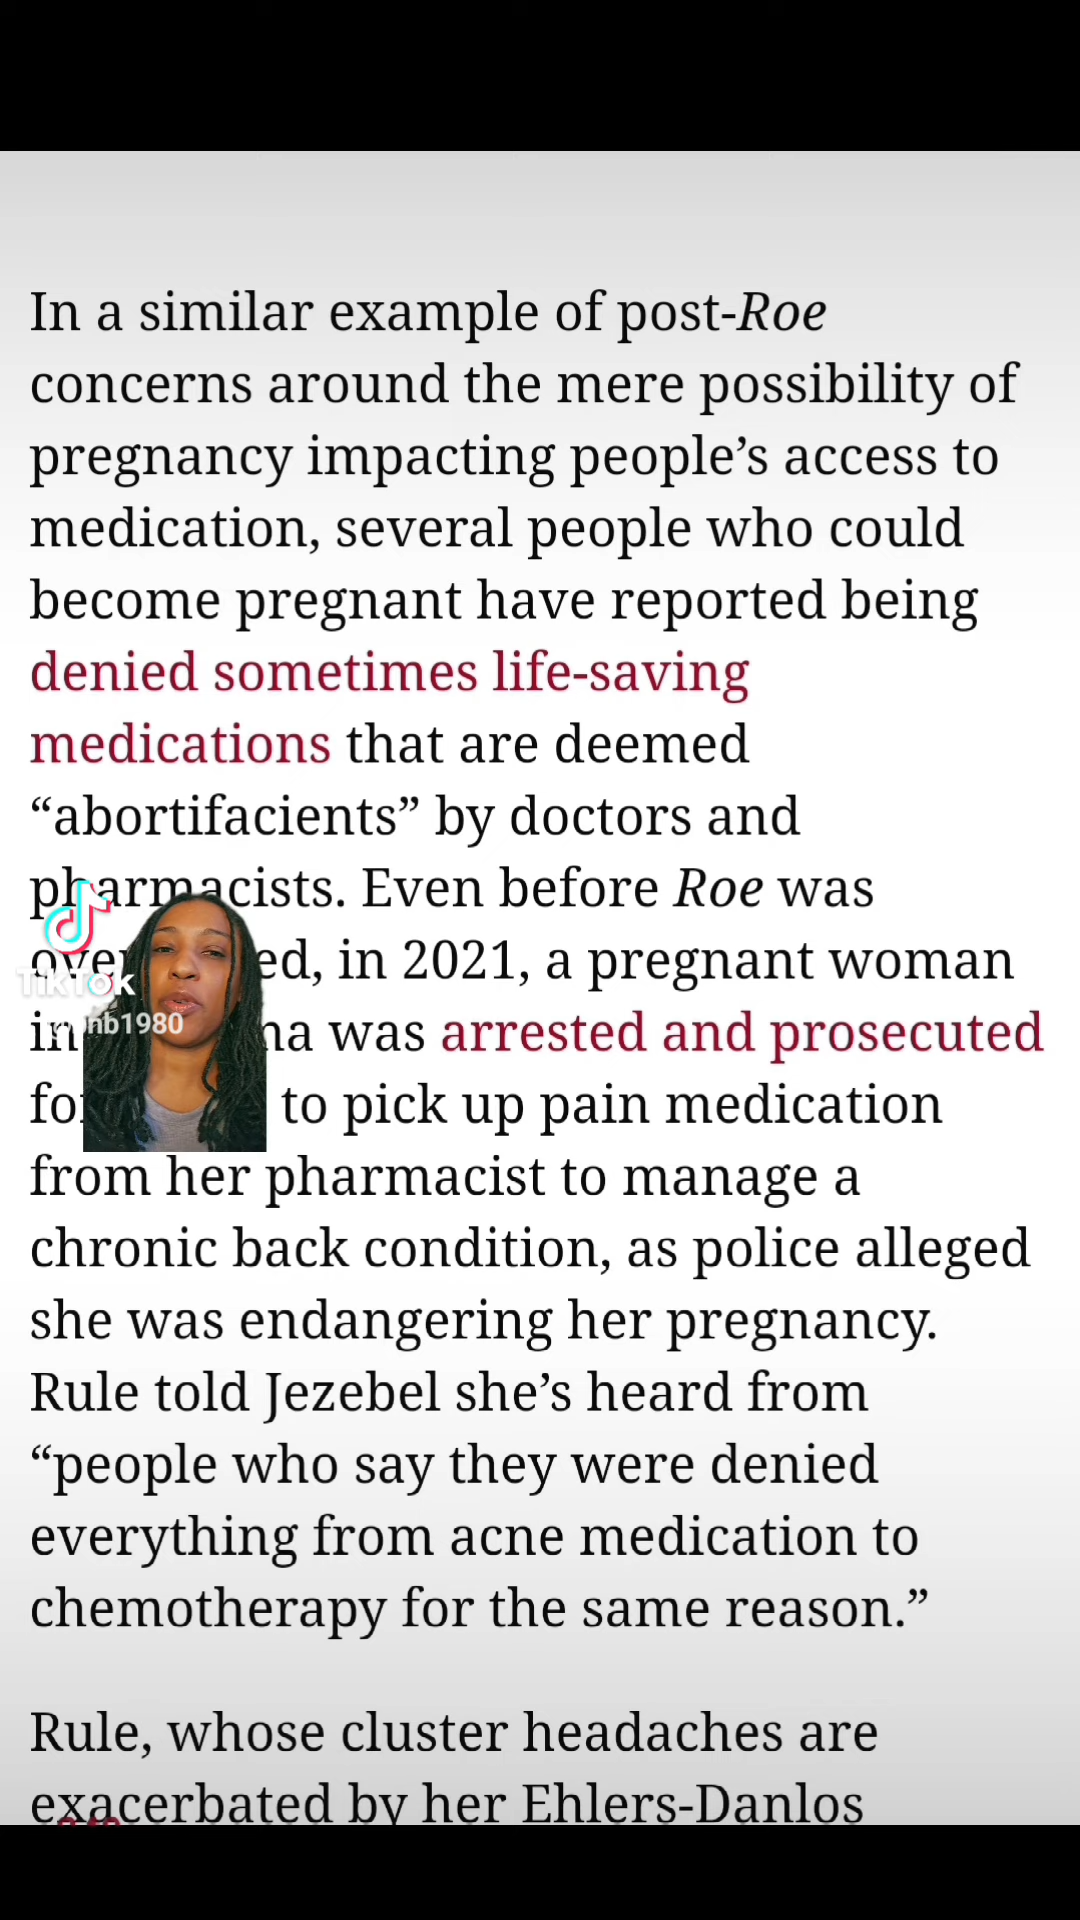 In a similar example of post-Roe
concerns around the mere possibility of
pregnancy impacting people’s access to
medication, several people who could
become pregnant have reported being
denied sometimes life-saving
medications that are deemed
“abortifacients” by doctors and
pharmacists. Even before Roe was
ed, in 2021, a pregnant woman
TikTok
was arrested and prosecuted
to pick up pain medication
from her pharmacist to manage a
chronic back condition, as police alleged
she was endangering her pregnancy.
Rule told Jezebel she’s heard from
“people who say they were denied
everything from acne medication to
chemotherapy for the same reason.”
Rule, whose cluster headaches are
exacerbated by her Ehlers-Danlos